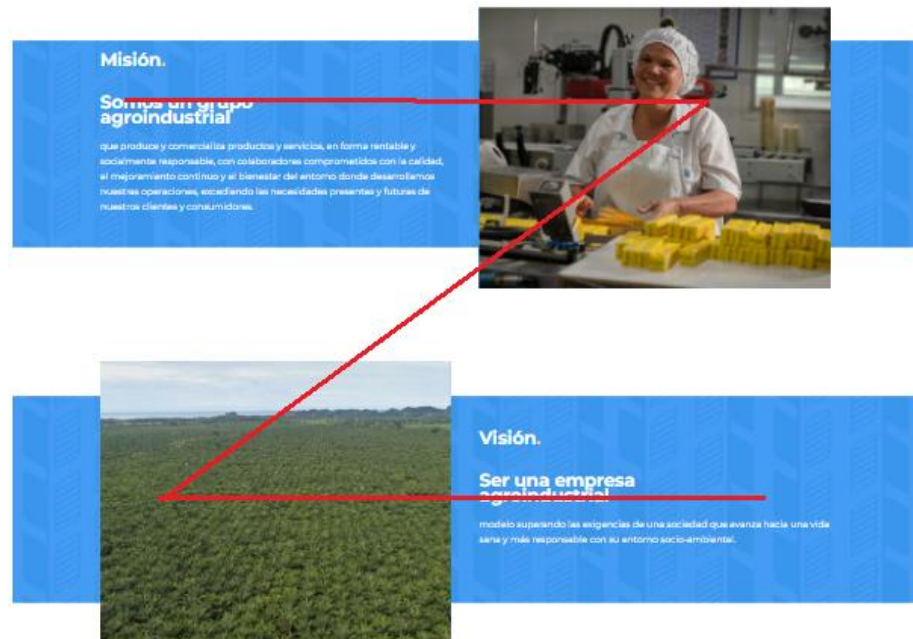 Misión.
Somos un grupo
agroindustrial
que produce y comercializa productos y servicios, en forma rentable y
socialmente responsable, con colaboradores comprometidos con la calidad,
el mejoramiento continuo y el bienestar del entorno donde desarrollamos
nuestras operaciones, excediendo las necesidades presentes y futuras de
nuestros clientes y consumidores.
Visión.
Ser una empresa
agroindustrial
modelo superando las exigencias de una sociedad que avanza hacia una vida
sana y más responsable con su entorno socio-ambiental.